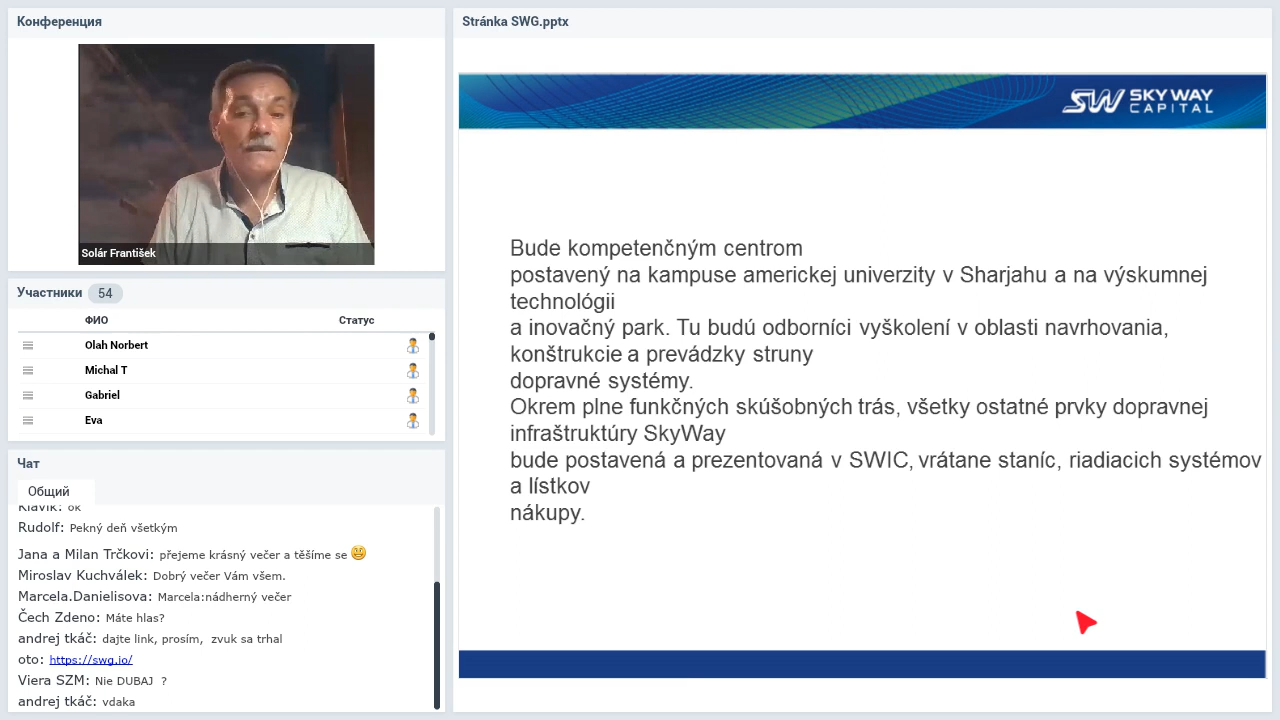 Конференция
Solár František
Участники 54
ФИО Статус
Olah Norbert
Michal T
Gabriel
Eva
Чат
Общий
Klavik: ok
Rudolf: Pekný deň všetkým
Jana a Milan Trčkovi: přejeme krásný večer a těšíme se
Miroslav Kuchválek: Dobrý večer Vám všem.
Marcela.Danielisova: Marcela:nádherný večer
Čech Zdeno: Máte hlas?
andrej tkáč: dajte link, prosím, zvuk sa trhal
oto: https://swg.io/
Viera SZM: Nie DUBAJ ?
andrej tkáč: vdaka
Stránka SWG.pptx
SW SKY WAY
CAPITAL
Bude kompetenčným centrom
postavený na kampuse americkej univerzity v Sharjahu a na výskumnej
technológii
a inovačný park. Tu budú odborníci vyškolení v oblasti navrhovania,
konštrukcie a prevádzky struny
dopravné systémy.
Okrem plne funkčných skúšobných trás, všetky ostatné prvky dopravnej
infraštruktúry SkyWay
bude postavená a prezentovaná v SWIC, vrátane staníc, riadiacich systémov
a lístkov
nákupy.